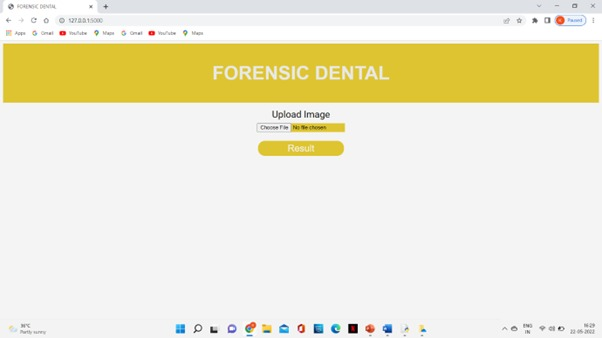 FORENSIC DENTAL
127.0.0.1:5000
Paused
Apps Gmail YouTube Maps Gmail YouTube Maps
FORENSIC DENTAL
Upload Image
Choose File No file chosen
Result
36°C
Partly sunny
ENG
IN
16:29
22-05-2022